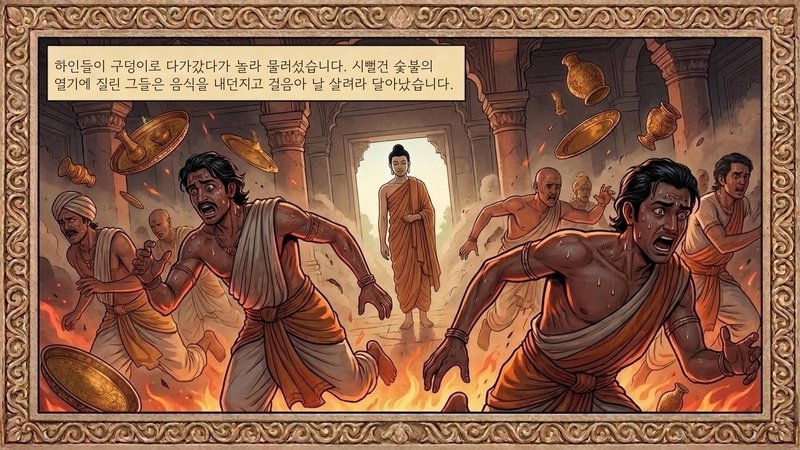 하인들이 구덩이로 다가갔다가 놀라 물러섰습니다. 시뻘건 숯불의
열기에 질린 그들은 음식을 내던지고 걸음아 날 살려라 달아났습니다.